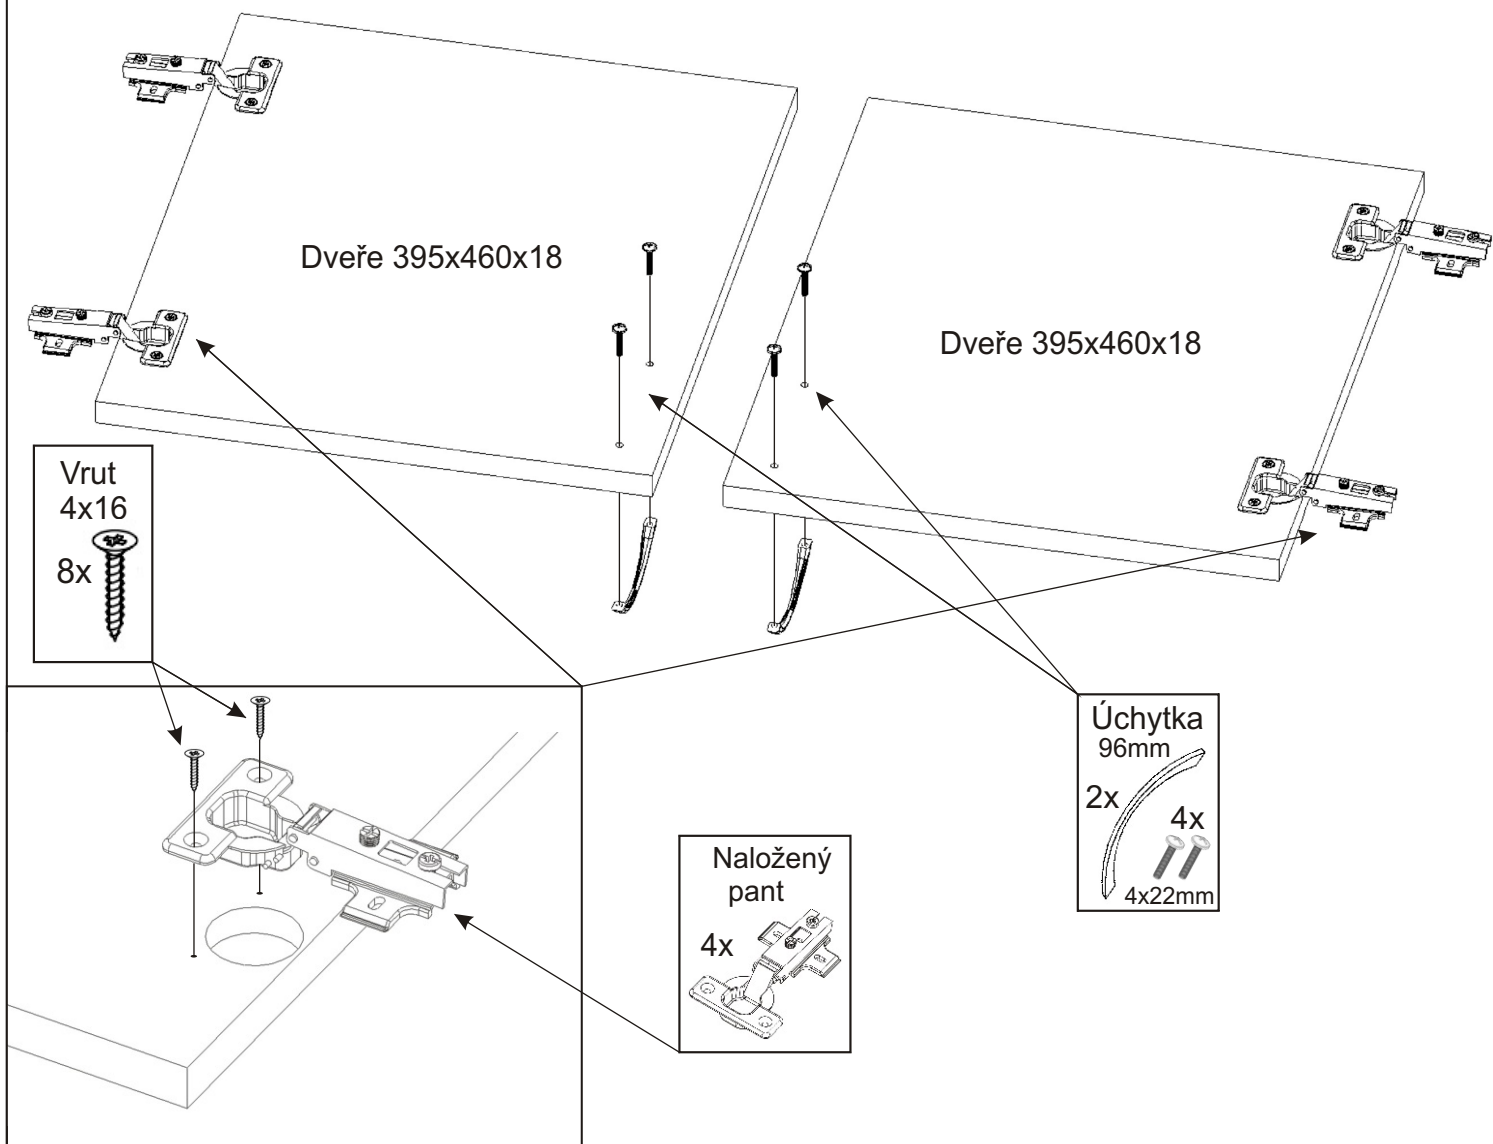 Dveře 395x460x18
Dveře 395x460x18
Vrut
4x16
8x
Úchytka
96mm
2x
4x
4x22mm
Naložený
pant
4x